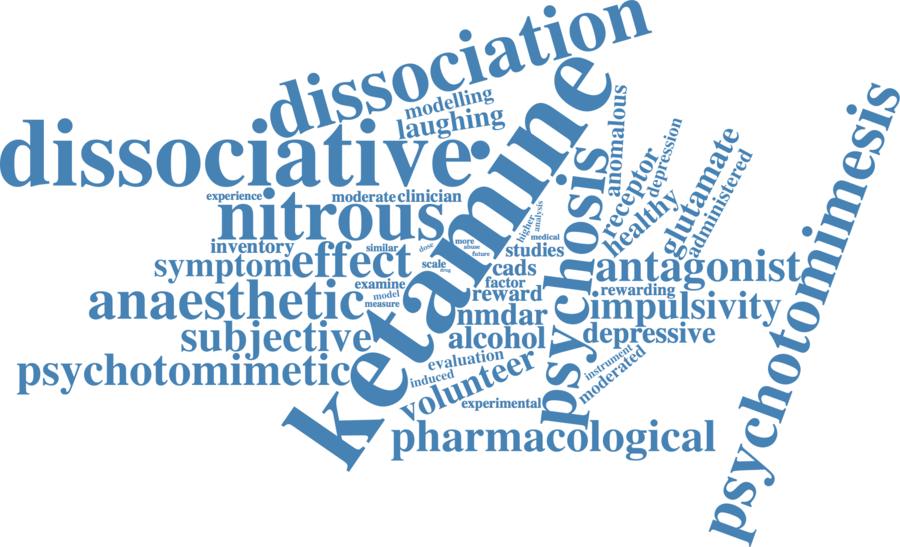 dissociation
modelling
laughing
dissociative
ketamine
anomalous
psychotomimesis
experience
moderate
clinician
nitrous
psychosis
receptor
depression
healthy
glutamate
administered
inventory
similar
dose
more
abuse
future
higher
analysis
medical
symptom
effect
scale
drug
studies
cads
antagonist
examine
model
measure
factor
reward
rewarding
anaesthetic
nmdar
impulsivity
subjective
alcohol
depressive
psychotomimetic
evaluation
induced
instrument
moderated
volunteer
experimental
pharmacological